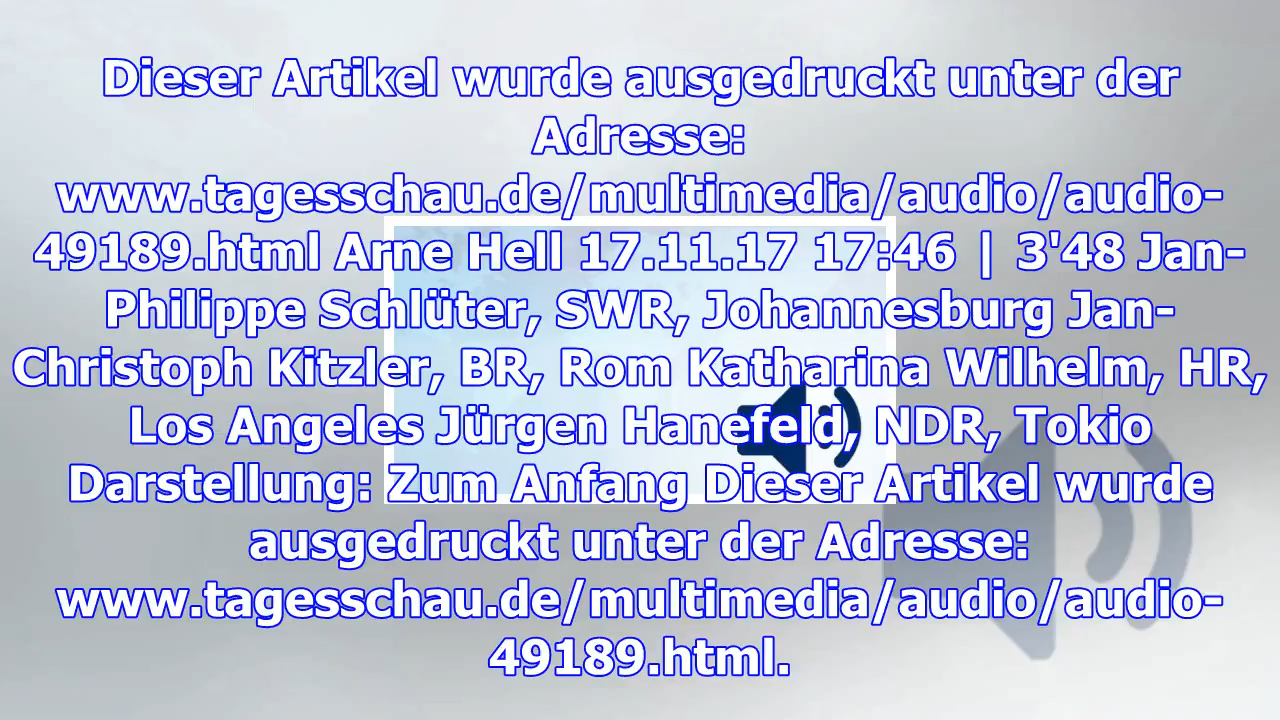 Dieser Artikel wurde ausgedruckt unter der
Adresse:
www.tagesschau.de/multimedia/audio/audio-
49189.html Arne Hell 17.11.17 17:46 | 3'48 Jan-
Philippe Schlüter, SWR, Johannesburg Jan-
Christoph Kitzler, BR, Rom Katharina Wilhelm, HR,
Los Angeles Jürgen Hanefeld, NDR, Tokio
Darstellung: Zum Anfang Dieser Artikel wurde
ausgedruckt unter der Adresse:
www.tagesschau.de/multimedia/audio/audio-
49189.html.